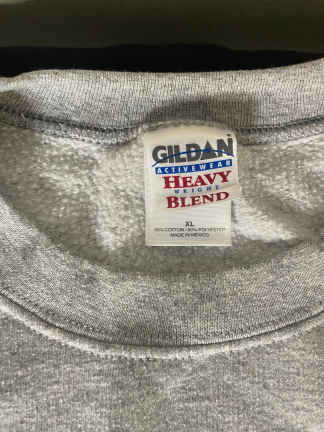 GILDAN
ACTIVEWEAR
HEAVY
WEIGHT
BLEND
XL
50% COTTON / 50% POLYESTER
MADE IN MEXICO